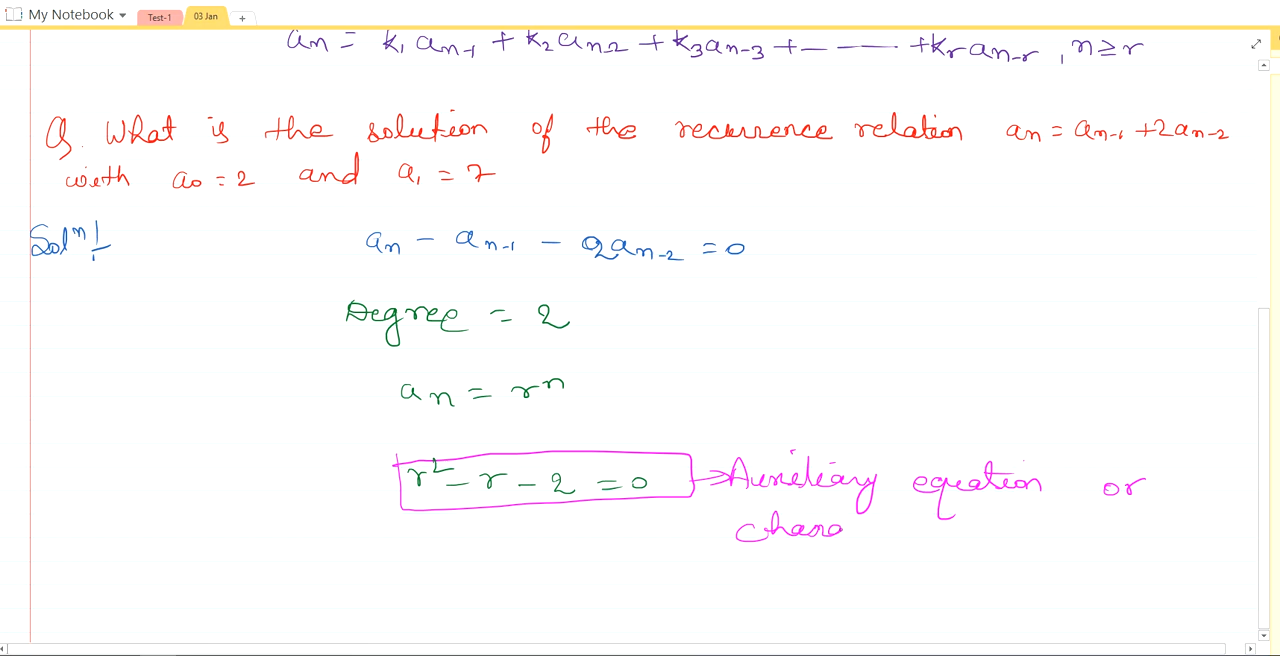 My Notebook
Test-1
03 Jan
+
an = k₁ an-1 + k₂ an-2 + k₃ an-3 + — —— + kr an-r , n ≥ r
Q. What is the solution of the recurrence relation an = an-1 + 2an-2
with a₀ = 2 and a₁ = 7
Solⁿ:
an - an-1 - 2an-2 = 0
Degree = 2
an = rⁿ
r² - r - 2 = 0 → Auxiliary equation or
charac